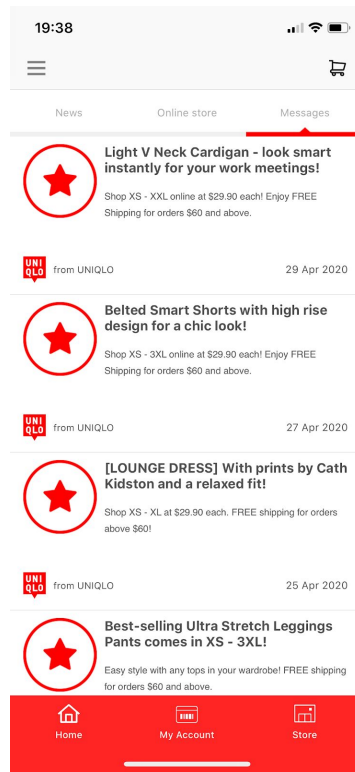 19:38
News
Online store
Messages
Light V Neck Cardigan - look smart
instantly for your work meetings!
Shop XS - XXL online at $29.90 each! Enjoy FREE
Shipping for orders $60 and above.
UNI
QLO
from UNIQLO
29 Apr 2020
Belted Smart Shorts with high rise
design for a chic look!
Shop XS - 3XL online at $29.90 each! Enjoy FREE
Shipping for orders $60 and above.
UNI
QLO
from UNIQLO
27 Apr 2020
[LOUNGE DRESS] With prints by Cath
Kidston and a relaxed fit!
Shop XS - XL at $29.90 each. FREE shipping for orders
above $60!
UNI
QLO
from UNIQLO
25 Apr 2020
Best-selling Ultra Stretch Leggings
Pants comes in XS - 3XL!
Easy style with any tops in your wardrobe! FREE shipping
for orders $60 and above.
Home
My Account
Store